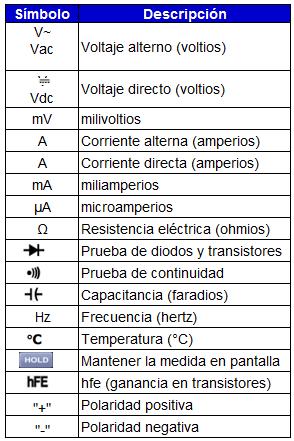 Símbolo Descripción
V~
Vac Voltaje alterno (voltios)
Vdc Voltaje directo (voltios)
mV milivoltios
A Corriente alterna (amperios)
A Corriente directa (amperios)
mA miliamperios
µA microamperios
Ω Resistencia eléctrica (ohmios)
Prueba de diodos y transistores
Prueba de continuidad
Capacitancia (faradios)
Hz Frecuencia (hertz)
°C Temperatura (°C)
HOLD Mantener la medida en pantalla
hFE hfe (ganancia en transistores)
"+" Polaridad positiva
"-" Polaridad negativa